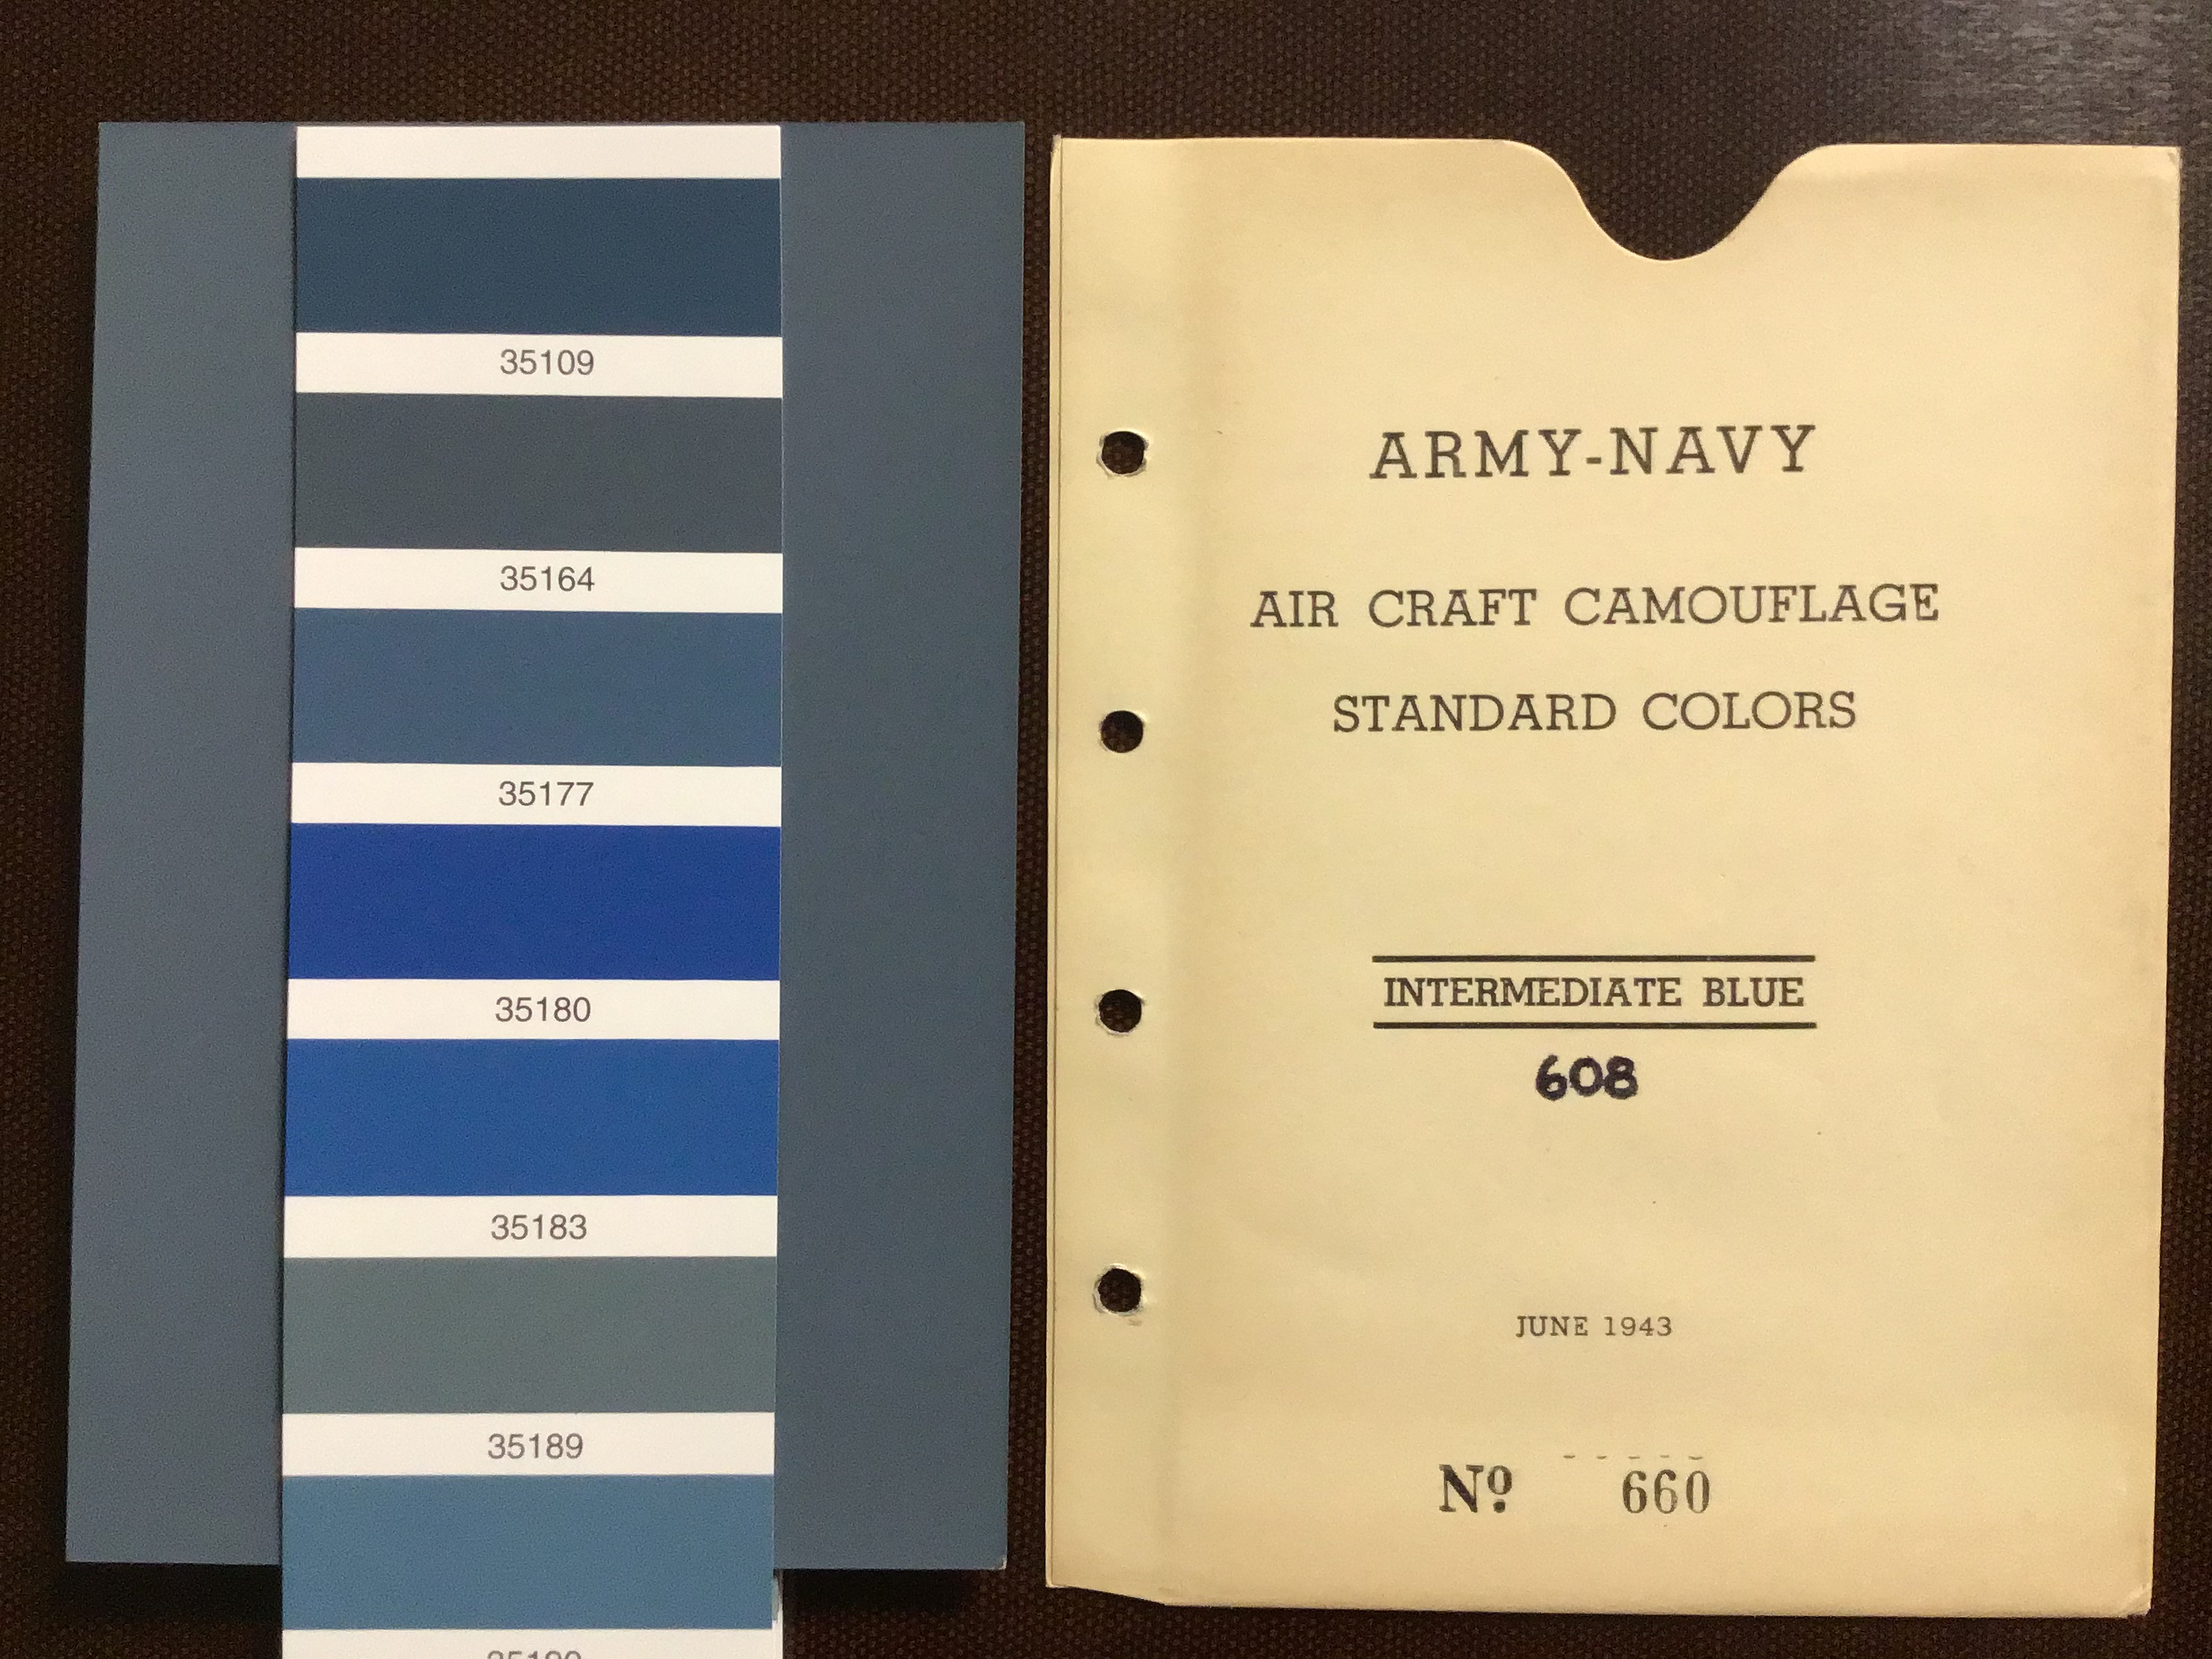 35109
35164
35177
35180
35183
35189
ARMY-NAVY
AIR CRAFT CAMOUFLAGE
STANDARD COLORS
INTERMEDIATE BLUE
608
JUNE 1943
Nº 660